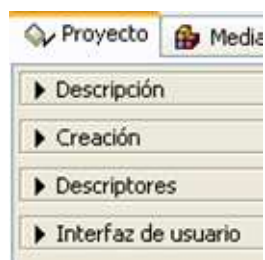 Proyecto Media
Descripción
Creación
Descriptores
Interfaz de usuario